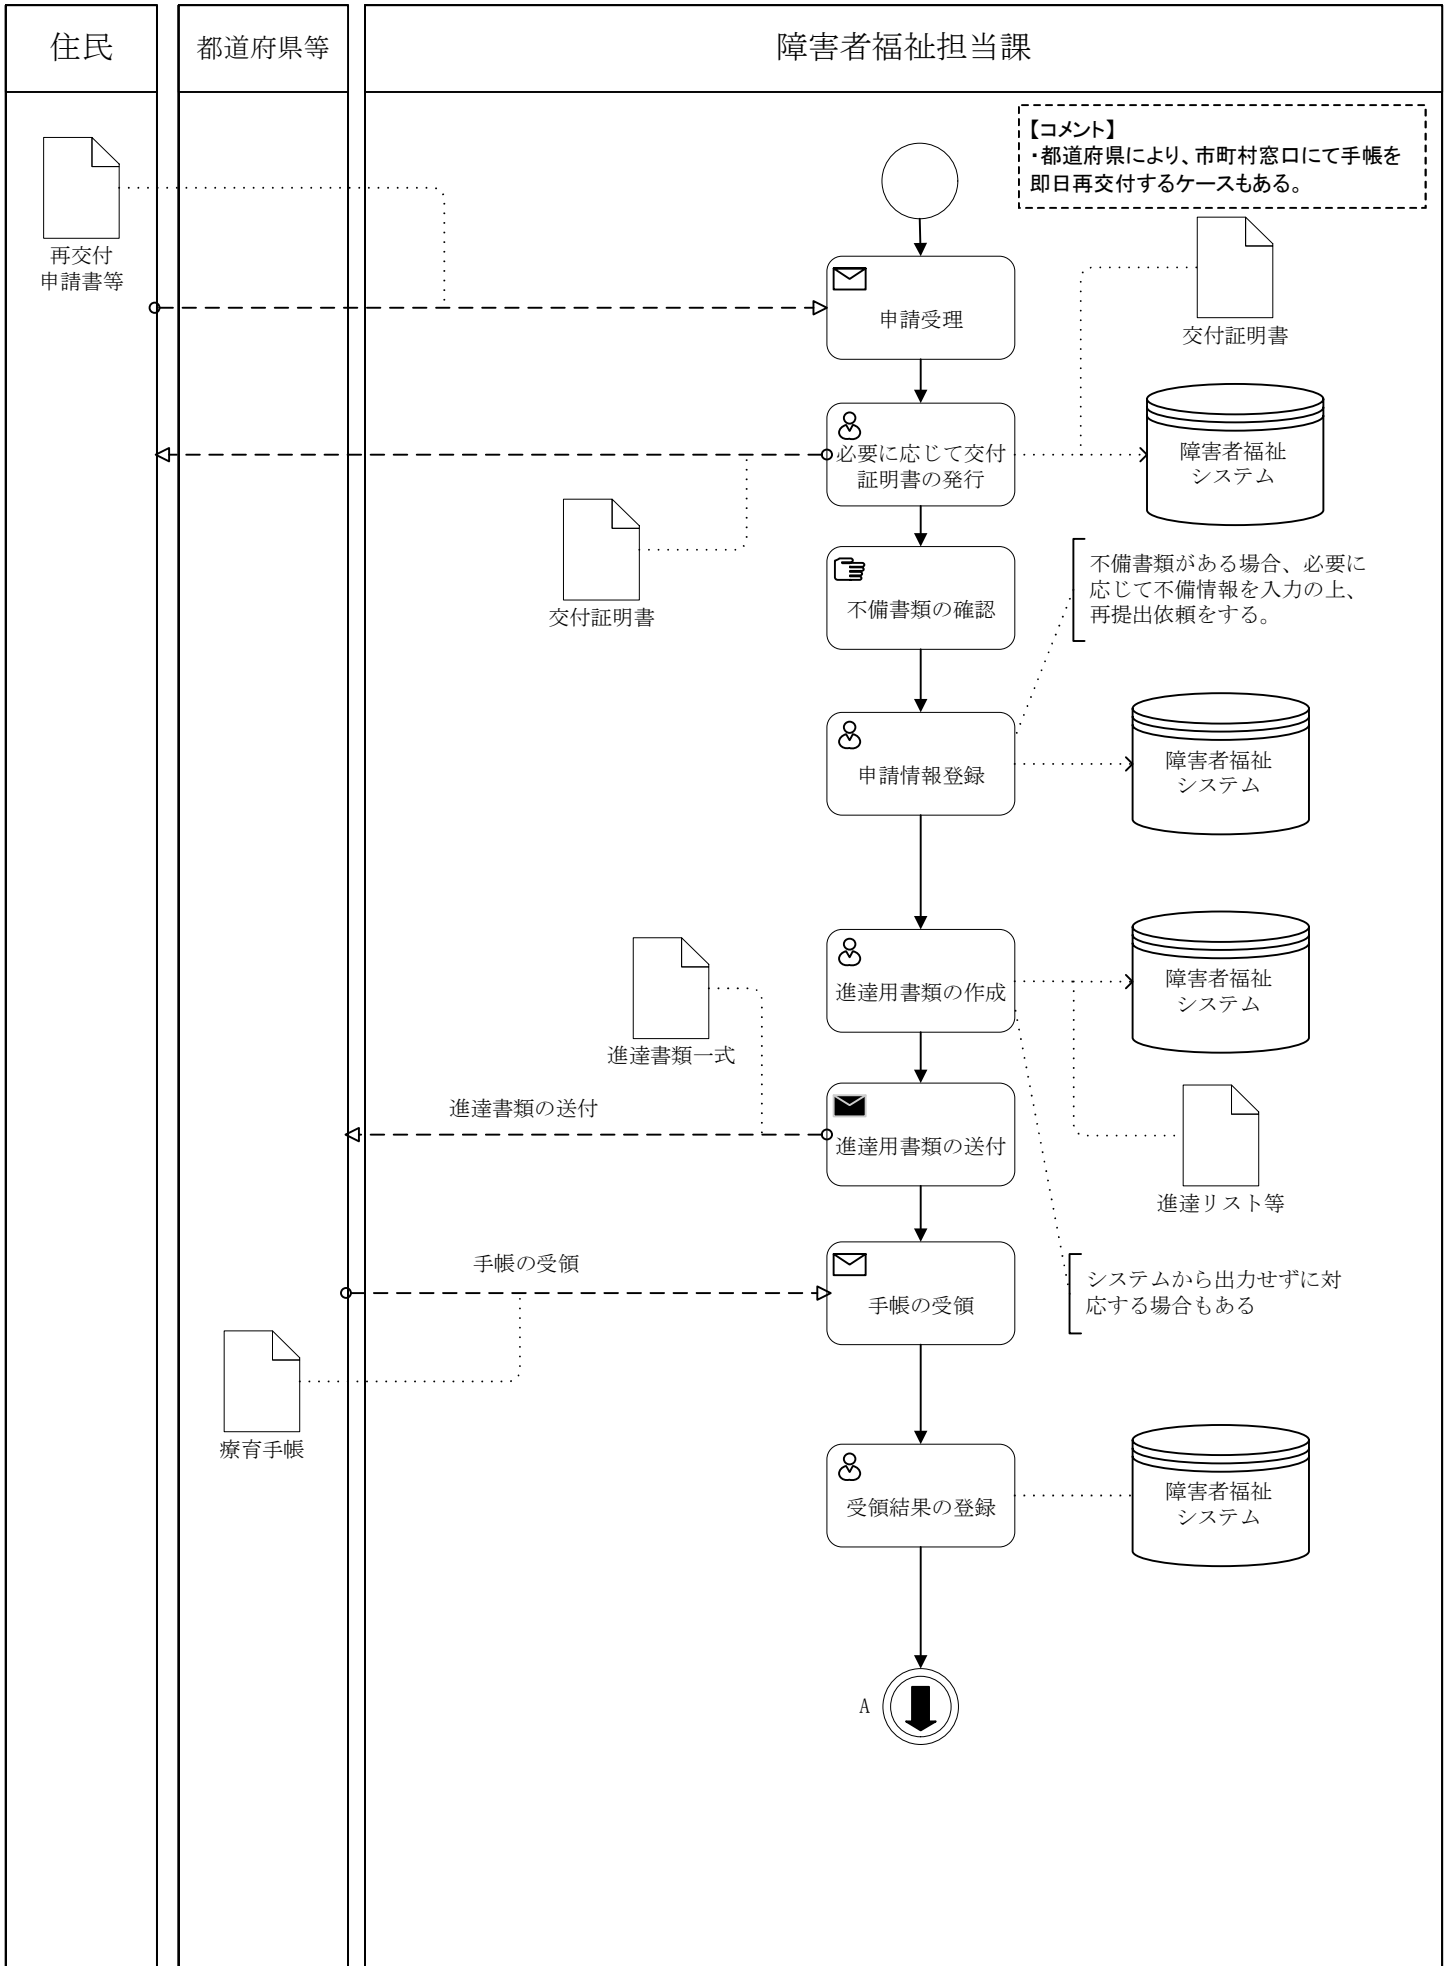 住民
都道府県等
障害者福祉担当課
【コメント】
・都道府県により、市町村窓口にて手帳を
即日再交付するケースもある。
再交付
申請書等
申請受理
交付証明書
必要に応じて交付
証明書の発行
障害者福祉
システム
交付証明書
不備書類の確認
不備書類がある場合、必要に
応じて不備情報を入力の上、
再提出依頼をする。
申請情報登録
障害者福祉
システム
進達用書類の作成
障害者福祉
システム
進達書類一式
進達書類の送付
進達用書類の送付
進達リスト等
手帳の受領
手帳の受領
システムから出力せずに対
応する場合もある
療育手帳
受領結果の登録
障害者福祉
システム
A